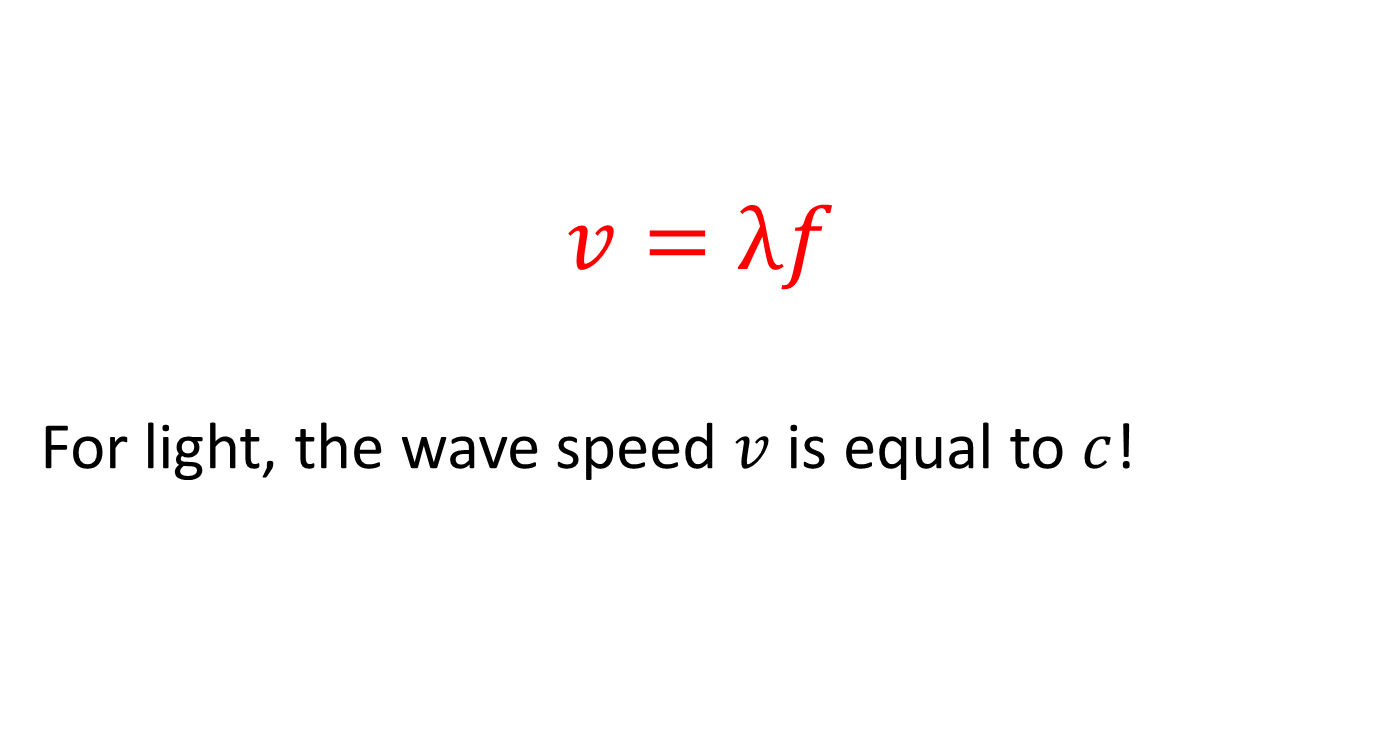 v = λf
For light, the wave speed v is equal to c!